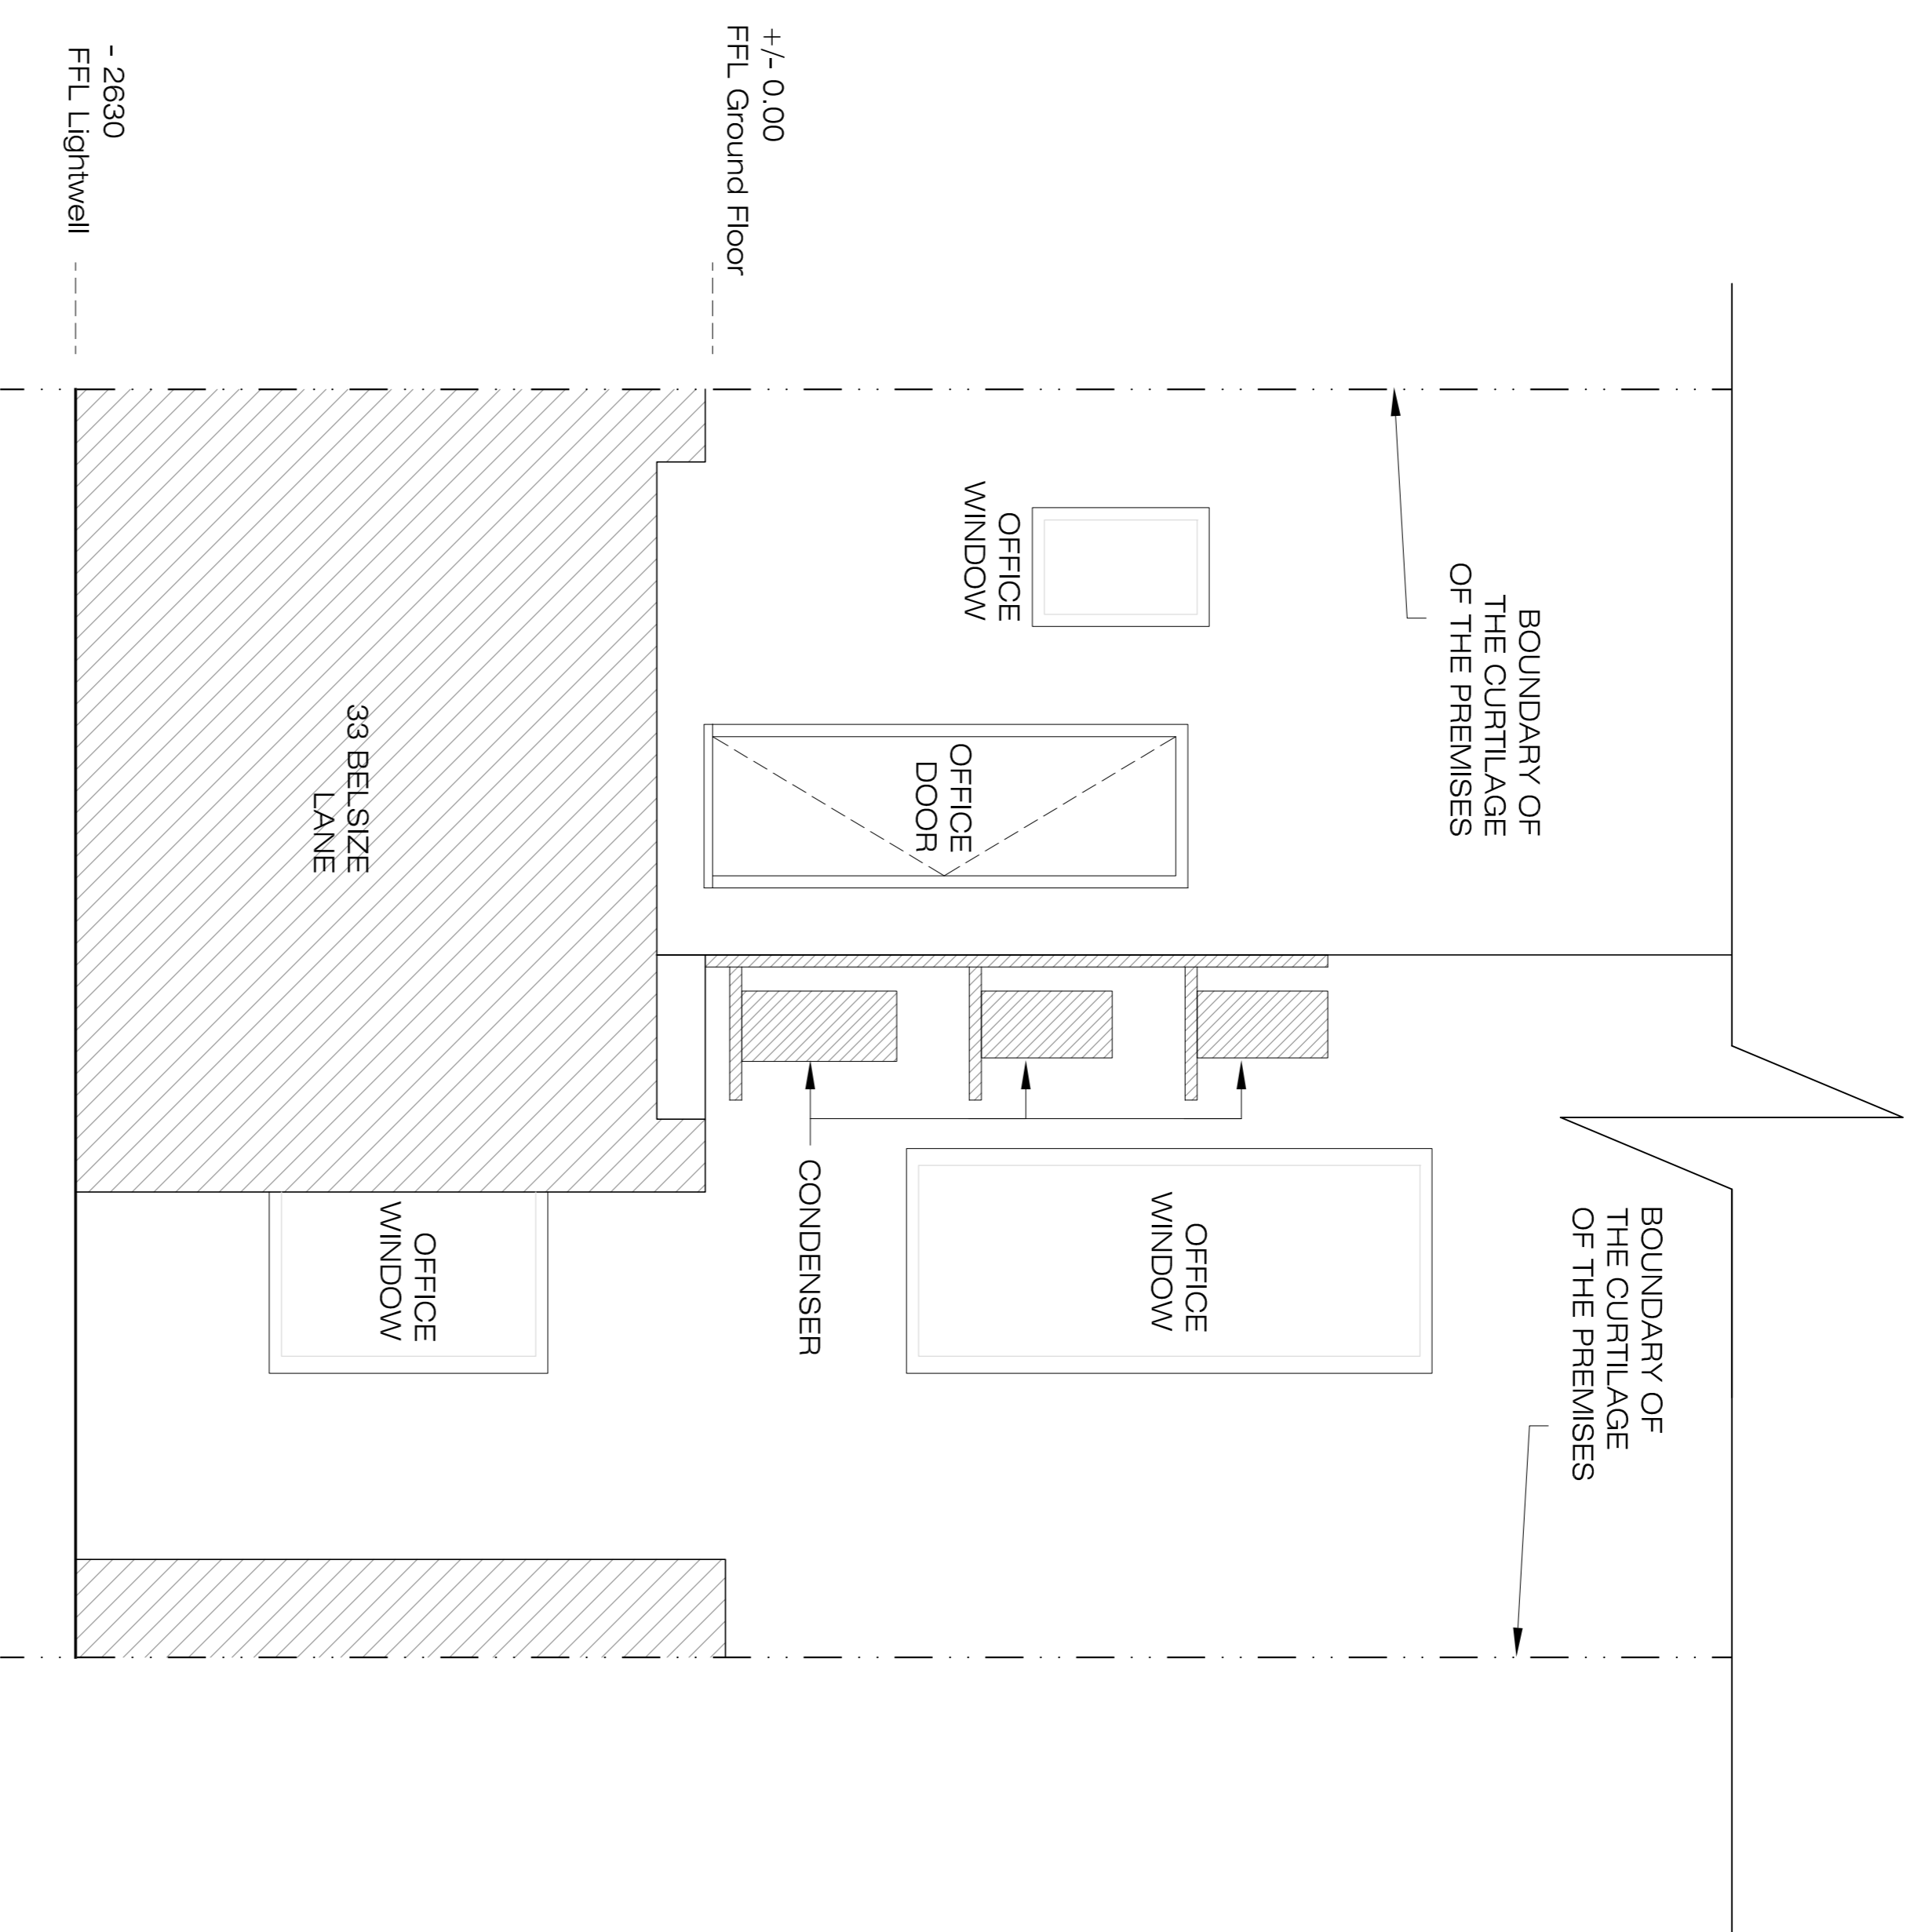 BOUNDARY OF
THE CURTILAGE
OF THE PREMISES
BOUNDARY OF
THE CURTILAGE
OF THE PREMISES
OFFICE
WINDOW
OFFICE
DOOR
OFFICE
WINDOW
CONDENSER
+/- 0.00
FFL Ground Floor
33 BELSIZE
LANE
OFFICE
WINDOW
- 2630
FFL Lightwell